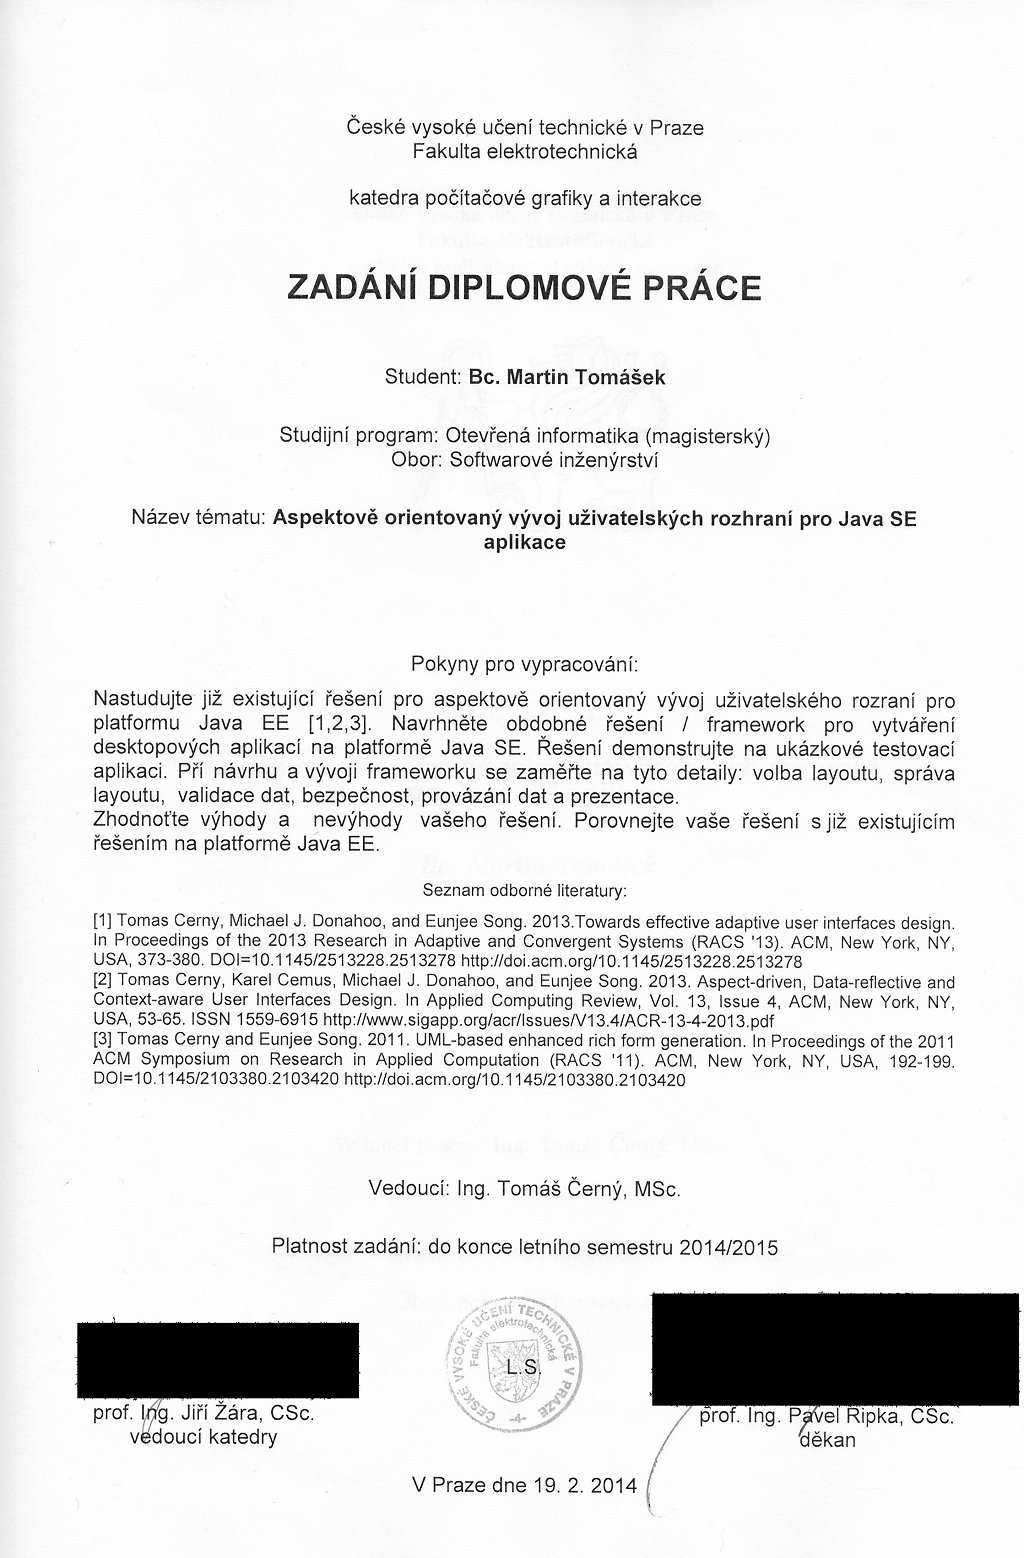 České vysoké učení technické v Praze
Fakulta elektrotechnická
katedra počítačové grafiky a interakce
ZADÁNÍ DIPLOMOVÉ PRÁCE
Student: Bc. Martin Tomášek
Studijní program: Otevřená informatika (magisterský)
Obor: Softwarové inženýrství
Název tématu: Aspektově orientovaný vývoj uživatelských rozhraní pro Java SE
aplikace
Pokyny pro vypracování:
Nastudujte již existující řešení pro aspektově orientovaný vývoj uživatelského rozraní pro
platformu Java EE [1,2,3]. Navrhněte obdobné řešení / framework pro vytváření
desktopových aplikací na platformě Java SE. Řešení demonstrujte na ukázkové testovací
aplikaci. Pří návrhu a vývoji frameworku se zaměřte na tyto detaily: volba layoutu, správa
layoutu, validace dat, bezpečnost, provázání dat a prezentace.
Zhodnoťte výhody a nevýhody vašeho řešení. Porovnejte vaše řešení s již existujícím
řešením na platformě Java EE.
Seznam odborné literatury:
[1] Tomas Cerny, Michael J. Donahoo, and Eunjee Song. 2013.Towards effective adaptive user interfaces design.
In Proceedings of the 2013 Research in Adaptive and Convergent Systems (RACS '13). ACM, New York, NY,
USA, 373-380. DOI=10.1145/2513228.2513278 http://doi.acm.org/10.1145/2513228.2513278
[2] Tomas Cerny, Karel Cemus, Michael J. Donahoo, and Eunjee Song. 2013. Aspect-driven, Data-reflective and
Context-aware User Interfaces Design. In Applied Computing Review, Vol. 13, Issue 4, ACM, New York, NY,
USA, 53-65. ISSN 1559-6915 http://www.sigapp.org/acr/Issues/V13.4/ACR-13-4-2013.pdf
[3] Tomas Cerny and Eunjee Song. 2011. UML-based enhanced rich form generation. In Proceedings of the 2011
ACM Symposium on Research in Applied Computation (RACS '11). ACM, New York, NY, USA, 192-199.
DOI=10.1145/2103380.2103420 http://doi.acm.org/10.1145/2103380.2103420
Vedoucí: Ing. Tomáš Černý, MSc.
Platnost zadání: do konce letního semestru 2014/2015
ČESKÉ VYSOKÉ UČENÍ TECHNICKÉ V PRAZE
Fakulta elektrotechnická
L.S.
-4-
prof. Ing. Jiří Žára, CSc.
vedoucí katedry
prof. Ing. Pavel Ripka, CSc.
děkan
V Praze dne 19. 2. 2014